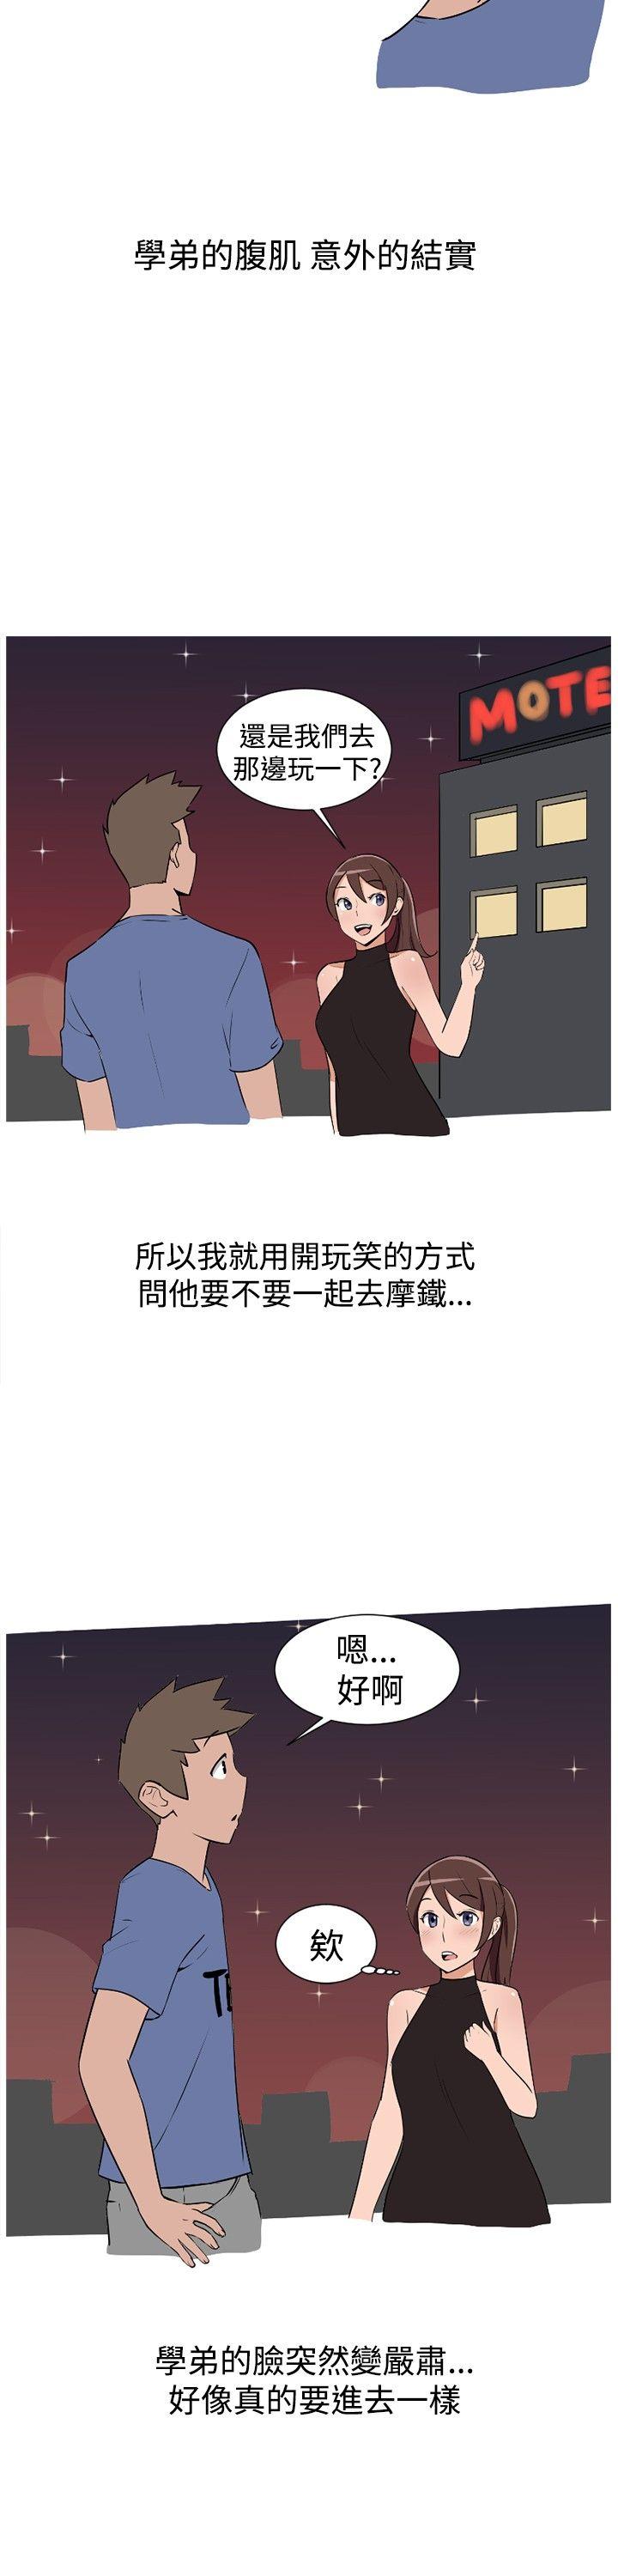 學弟的腹肌 意外的結實
MOTE
還是我們去
那邊玩一下?
所以我就用開玩笑的方式
問他要不要一起去摩鐵...
嗯...
好啊
TE
欸
學弟的臉突然變嚴肅...
好像真的要進去一樣